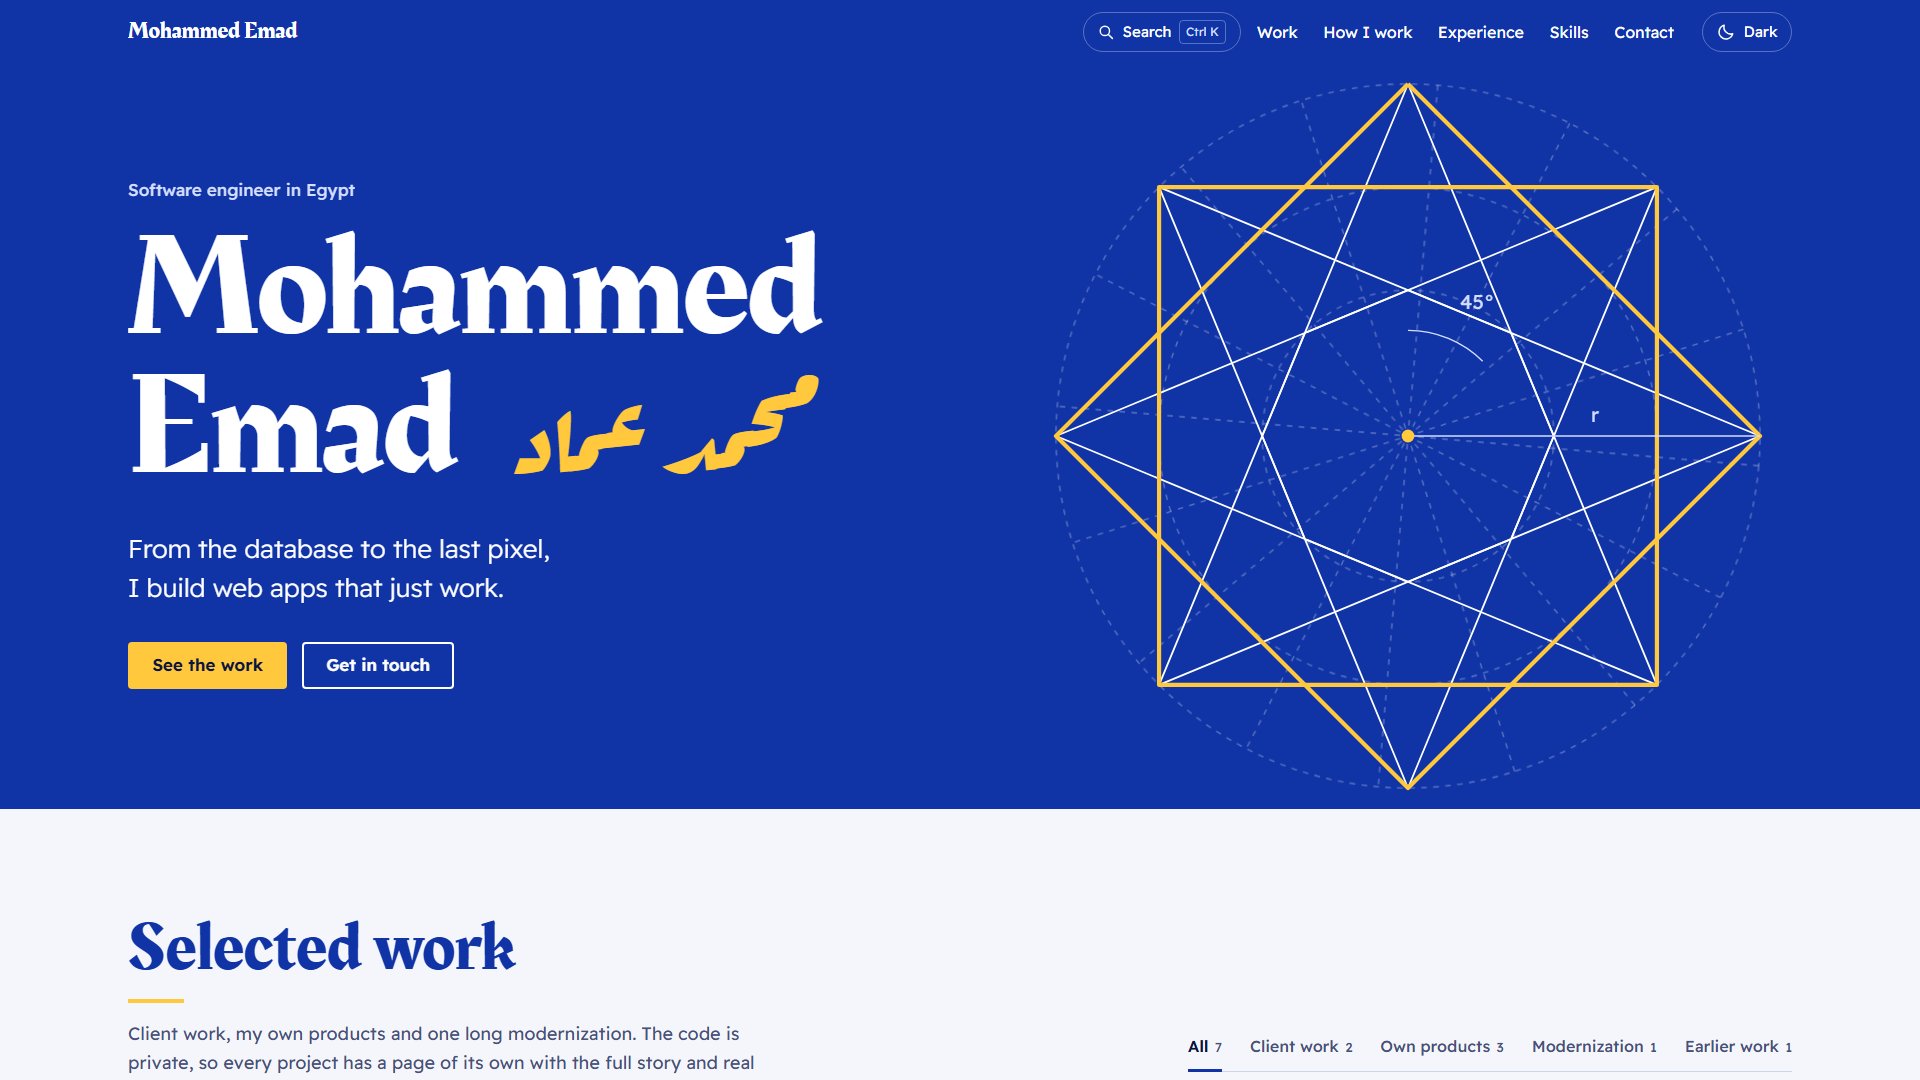 Mohammed Emad
Search Ctrl K Work How I work Experience Skills Contact Dark
Software engineer in Egypt
Mohammed
Emad محمد عماد
From the database to the last pixel,
I build web apps that just work.
See the work Get in touch
45°
r
Selected work
Client work, my own products and one long modernization. The code is
private, so every project has a page of its own with the full story and real
All 7 Client work 2 Own products 3 Modernization 1 Earlier work 1